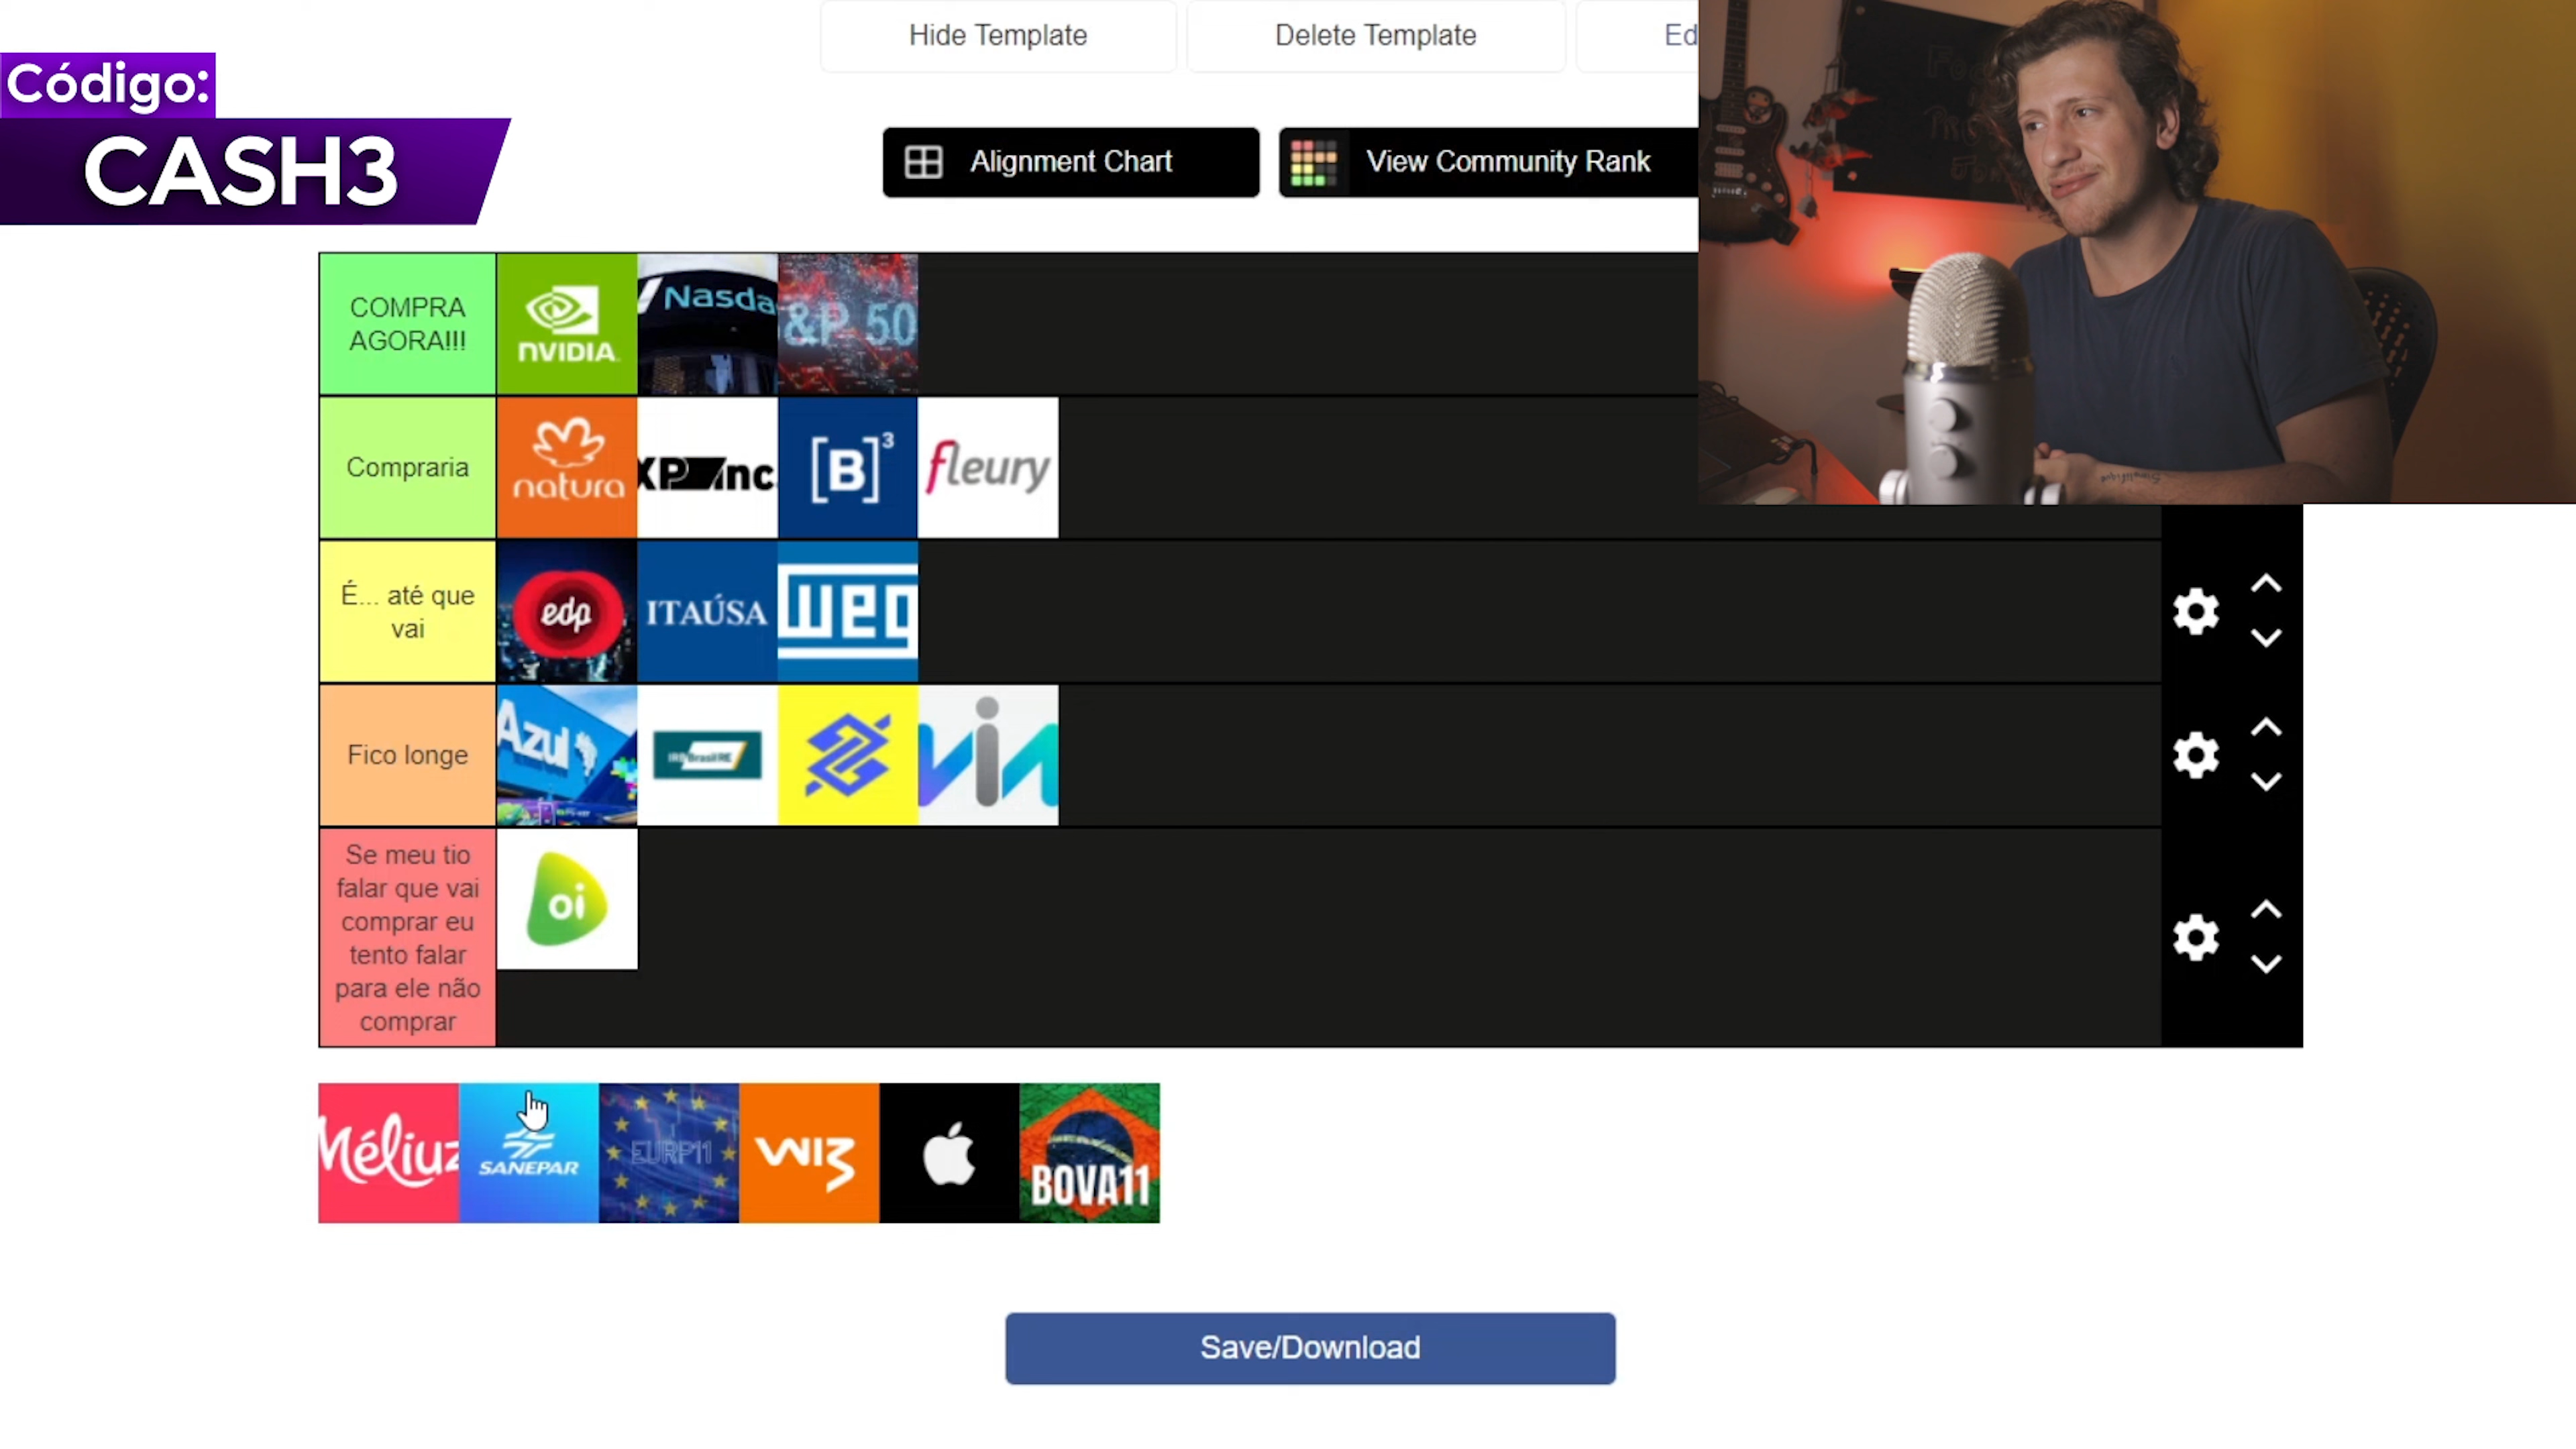 Hide Template
Delete Template
Ed
Código:
CASH3
Alignment Chart
View Community Rank
COMPRA
AGORA!!!
NVIDIA
Nasda
&P 50
Compraria
natura
XP inc
[B]³
fleury
É... até que
vai
edp
ITAÚSA
weg
Fico longe
Azul
via
Se meu tio
falar que vai
comprar eu
tento falar
para ele não
comprar
oi
Méliuz
SANEPAR
EURP11
WIZ
BOVA11
Save/Download